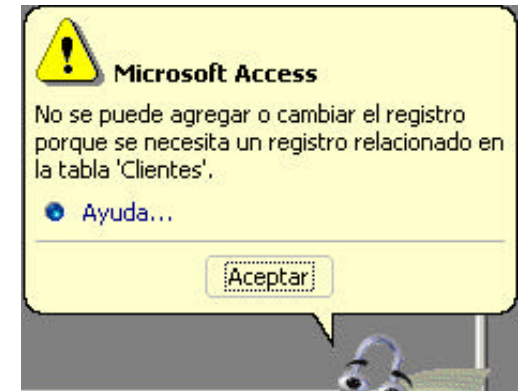 Microsoft Access
No se puede agregar o cambiar el registro
porque se necesita un registro relacionado en
la tabla 'Clientes'.
Ayuda...
Aceptar